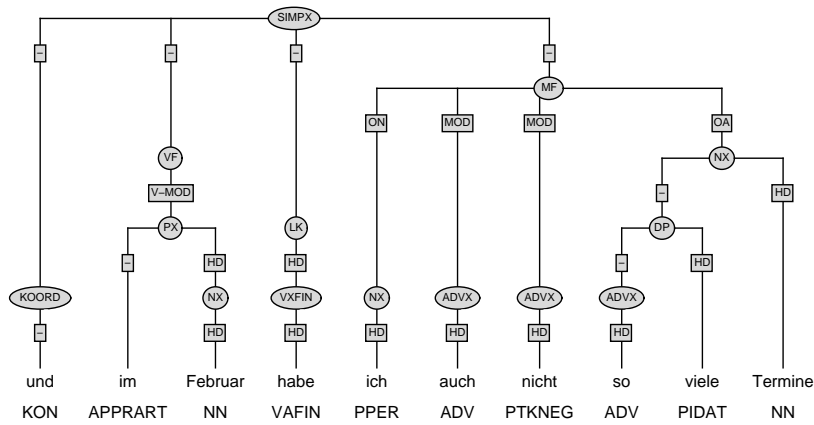 SIMPX
– – – –
MF
ON MOD MOD OA
VF NX
V–MOD – HD
PX LK DP
– HD HD – HD
KOORD NX VXFIN NX ADVX ADVX ADVX
– HD HD HD HD HD HD
und im Februar habe ich auch nicht so viele Termine
KON APPRART NN VAFIN PPER ADV PTKNEG ADV PIDAT NN